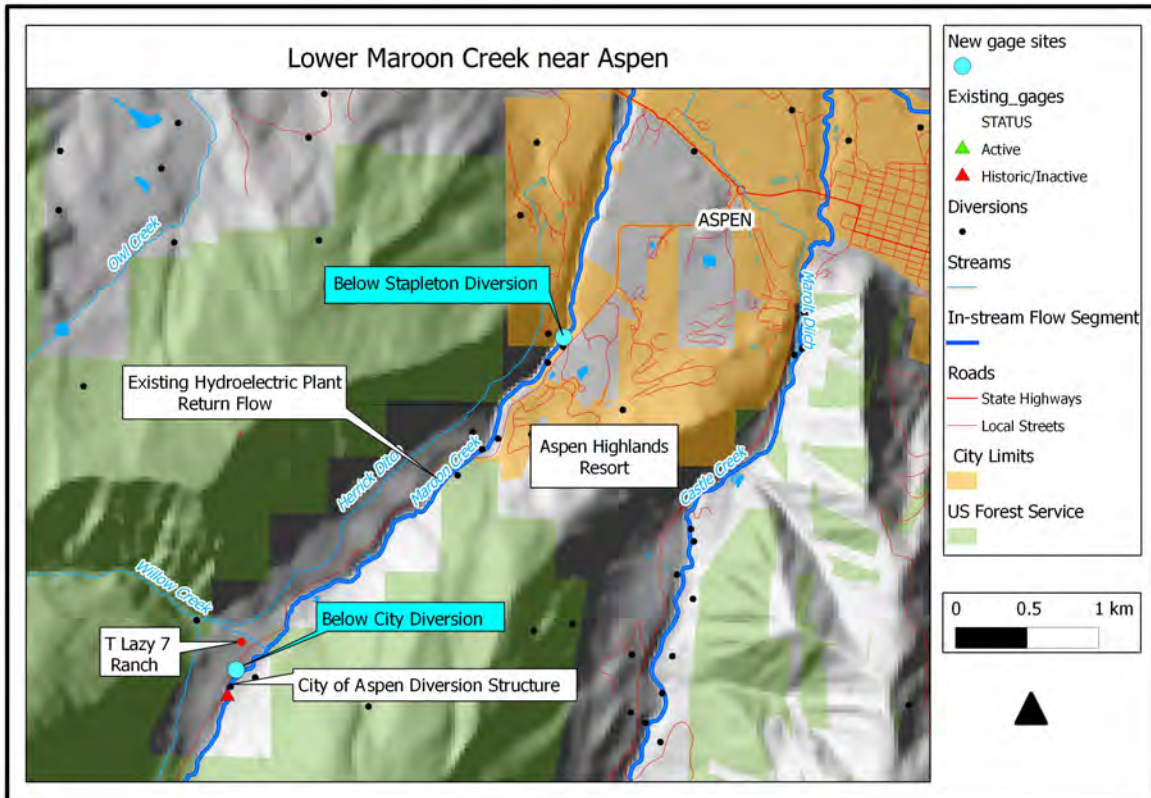 Lower Maroon Creek near Aspen
Owl Creek
ASPEN
Below Stapleton Diversion
Marolt Ditch
Existing Hydroelectric Plant
Return Flow
Aspen Highlands
Resort
Herrick Ditch
Maroon Creek
Castle Creek
Willow Creek
Below City Diversion
T Lazy 7
Ranch
City of Aspen Diversion Structure
New gage sites
Existing_gages
STATUS
Active
Historic/Inactive
Diversions
Streams
In-stream Flow Segment
Roads
State Highways
Local Streets
City Limits
US Forest Service
0 0.5 1 km